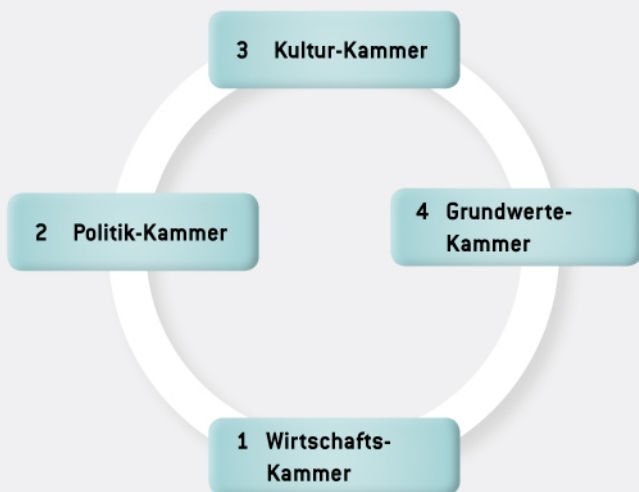 3 Kultur-Kammer
2 Politik-Kammer
4 Grundwerte-
Kammer
1 Wirtschafts-
Kammer